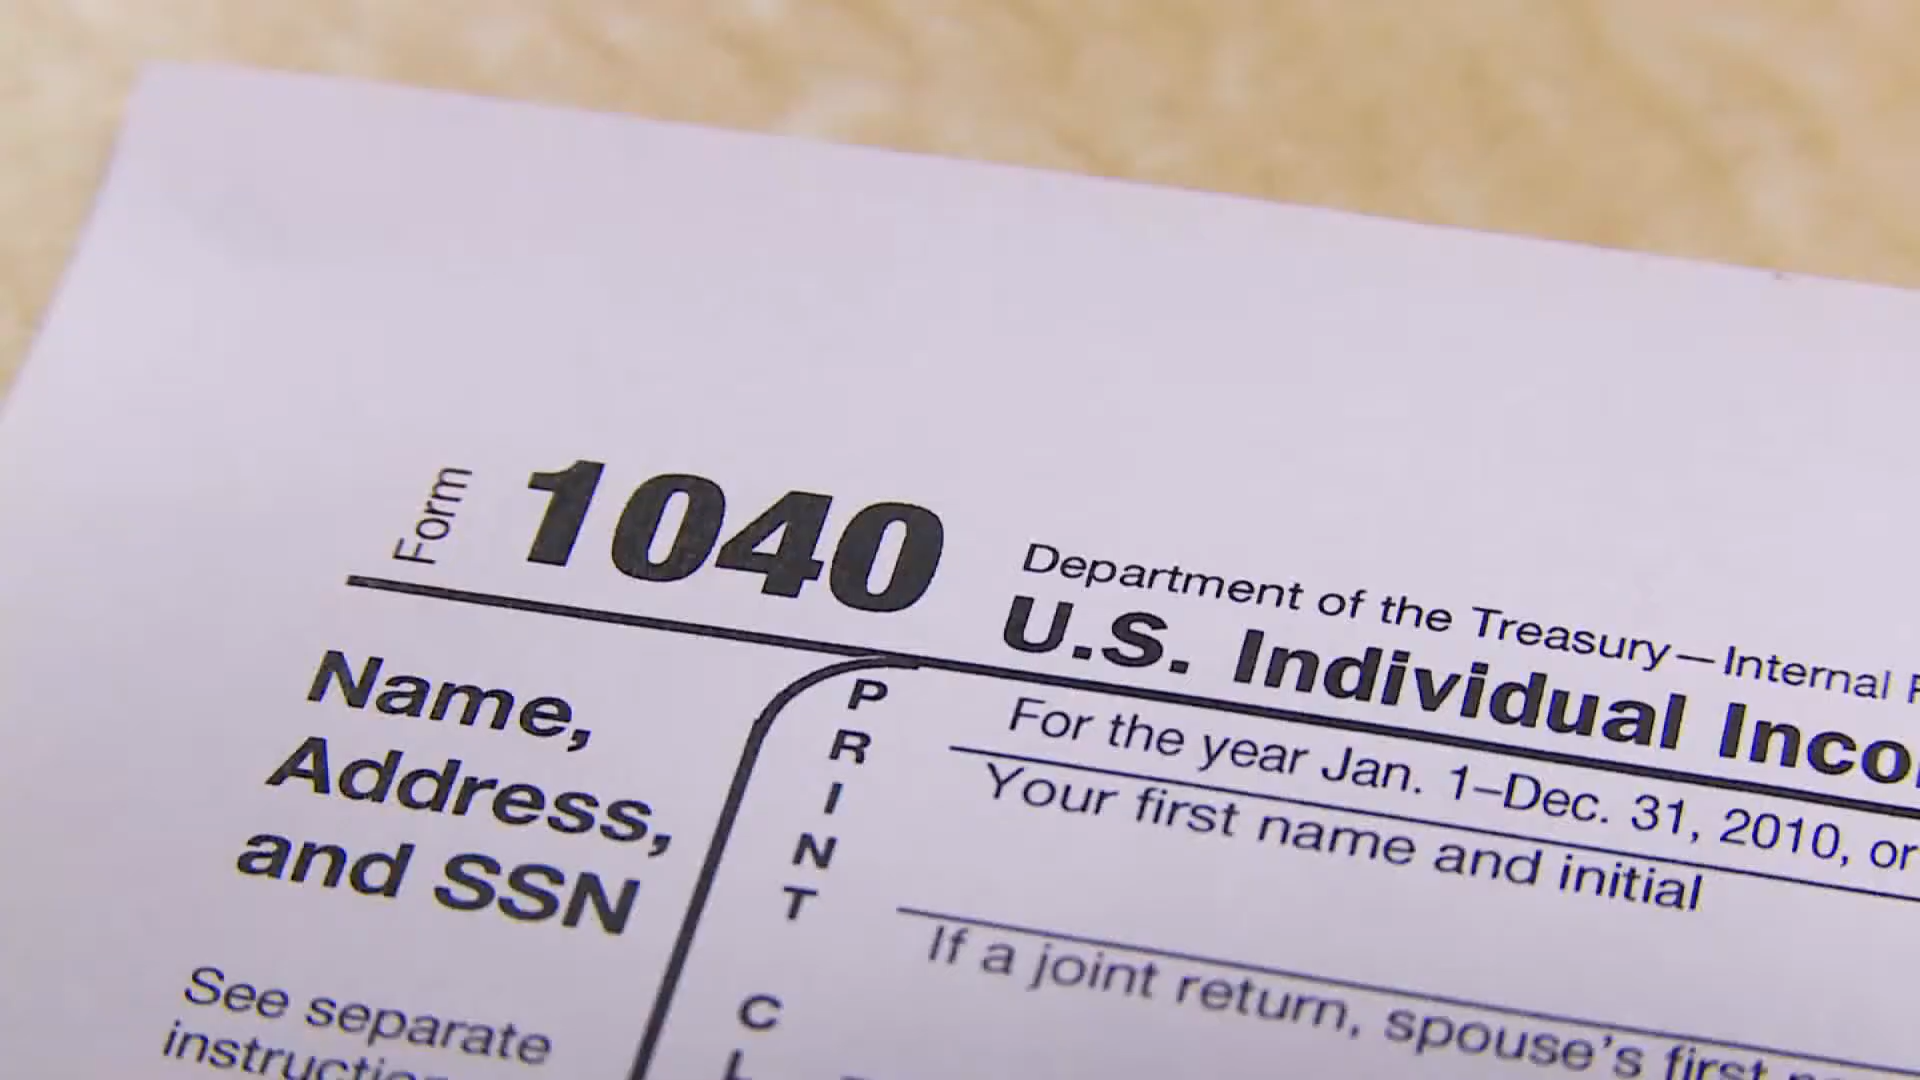 Form 1040
Department of the Treasury—Internal
U.S. Individual
For the year Jan. 1–Dec. 31, 2010, or
Name,
Address,
and SSN
See separate
PRINT
Your first name and initial
If a joint return, spouse's first